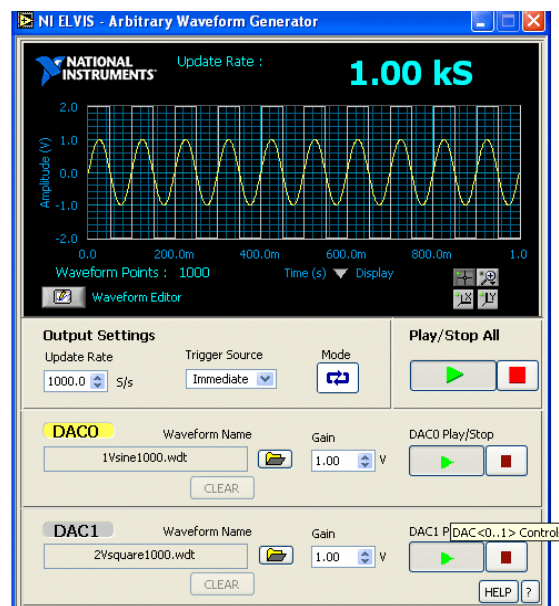 NI ELVIS - Arbitrary Waveform Generator
NATIONAL INSTRUMENTS™
Update Rate :
1.00 kS
2.0
1.0
0.0
-1.0
-2.0
Amplitude (V)
0.0 200.0m 400.0m 600.0m 800.0m 1.0
Waveform Points : 1000
Time (s)
Display
Waveform Editor
Output Settings
Play/Stop All
Update Rate
Trigger Source
Mode
1000.0 S/s
Immediate
DAC0
Waveform Name
Gain
DAC0 Play/Stop
1Vsine1000.wdt
1.00 V
CLEAR
DAC1
Waveform Name
Gain
DAC1 P
DAC<0..1> Control
2Vsquare1000.wdt
1.00 V
CLEAR
HELP ?